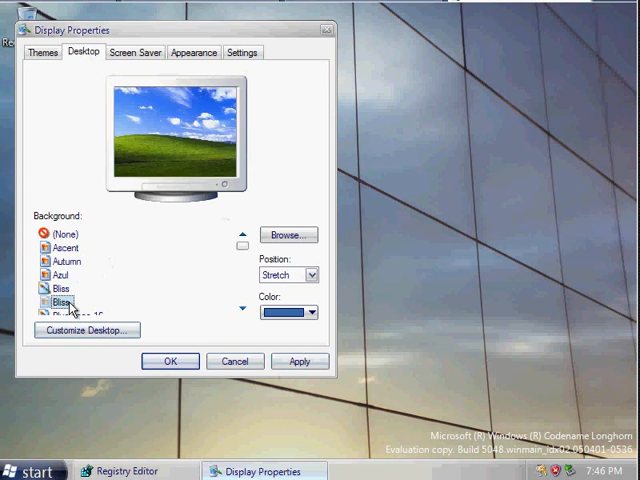 Display Properties
Themes
Desktop
Screen Saver
Appearance
Settings
Background:
(None)
Ascent
Autumn
Azul
Bliss
Bliss
Browse...
Position:
Stretch
Color:
Customize Desktop...
OK
Cancel
Apply
Microsoft (R) Windows (R) Codename Longhorn
Evaluation copy. Build 5048.winmain_idx02.050401-0536
start
Registry Editor
Display Properties
7:46 PM